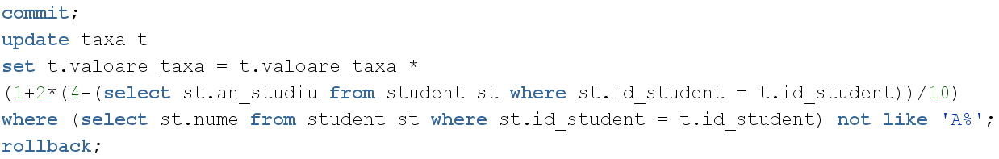 commit;
update taxa t
set t.valoare_taxa = t.valoare_taxa *
(1+2*(4-(select st.an_studiu from student st where st.id_student = t.id_student))/10)
where (select st.nume from student st where st.id_student = t.id_student) not like 'A%';
rollback;